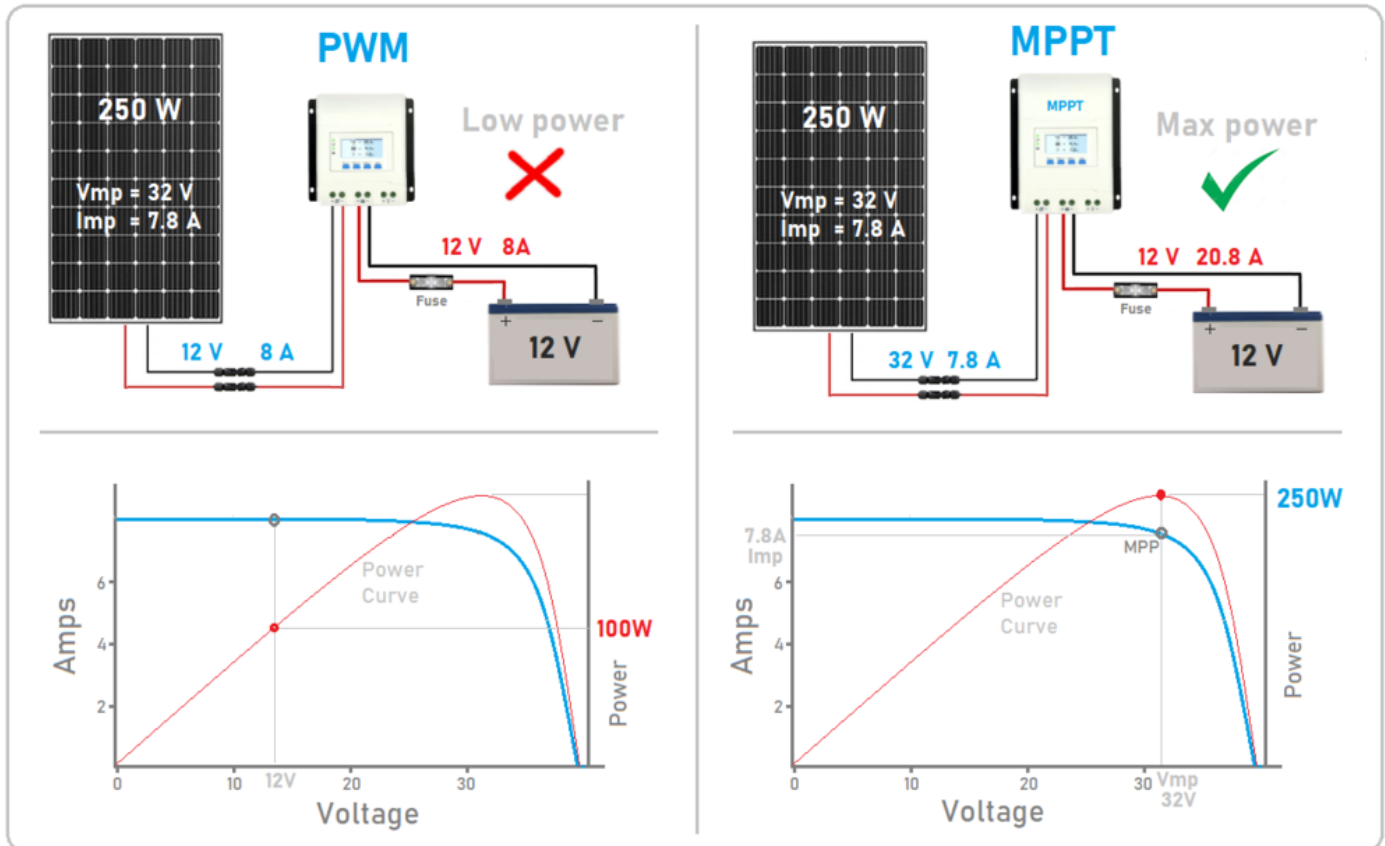 PWM
250 W
Vmp = 32 V
Imp = 7.8 A
Low power
12 V 8A
Fuse
+ −
12 V
12 V 8 A
MPPT
250 W
Vmp = 32 V
Imp = 7.8 A
MPPT
Max power
12 V 20.8 A
Fuse
+ −
12 V
32 V 7.8 A
Amps
6
4
2
0 10 12V 20 30
Voltage
Power
Curve
100W
Power
Amps
7.8A
Imp
6
4
2
0 10 20 30 Vmp
32V
Voltage
MPP
Power
Curve
250W
Power